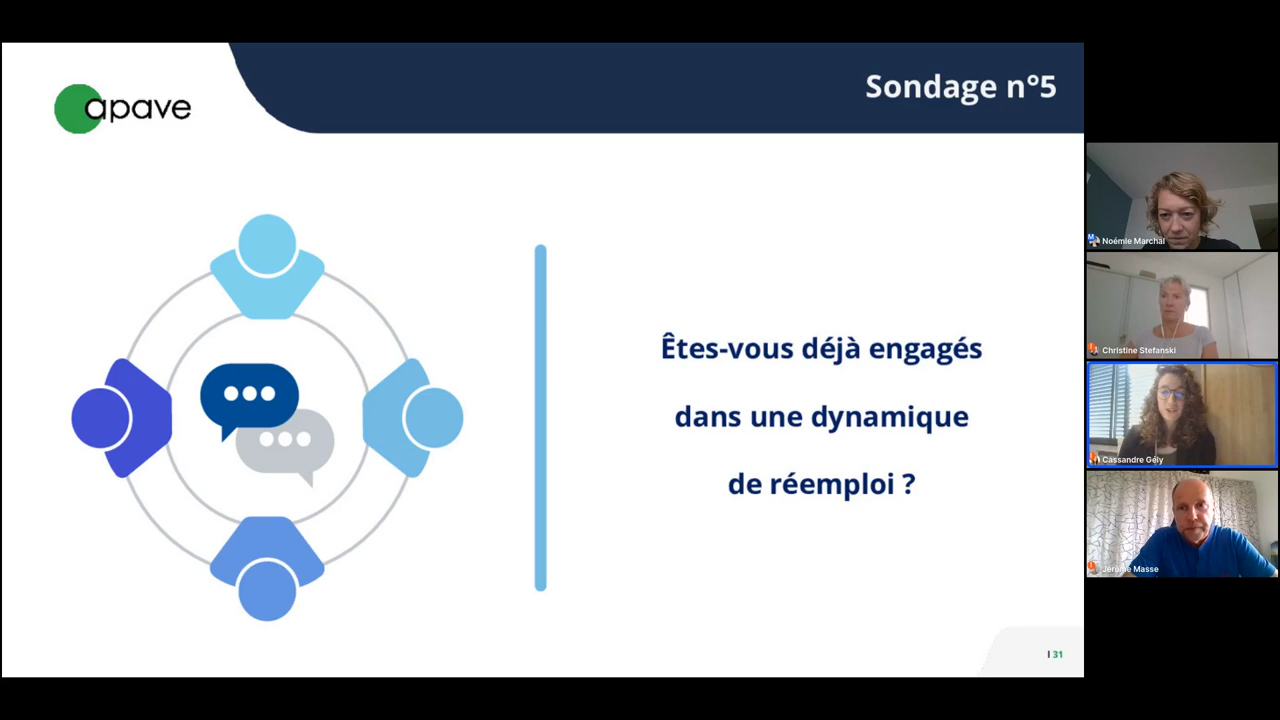 apave
Sondage n°5
Êtes-vous déjà engagés
dans une dynamique
de réemploi ?
I 31
Noémie Marchal
Christine Stefanski
Cassandre Gély
Jérôme Masse